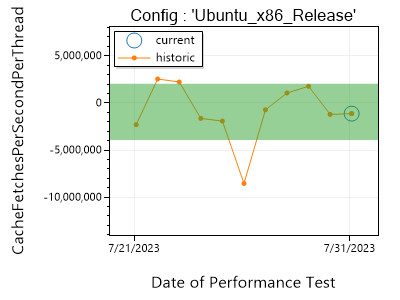 Config : 'Ubuntu_x86_Release'
current
historic
CacheFetchesPerSecondPerThread
5,000,000
0
-5,000,000
-10,000,000
7/21/2023
7/31/2023
Date of Performance Test